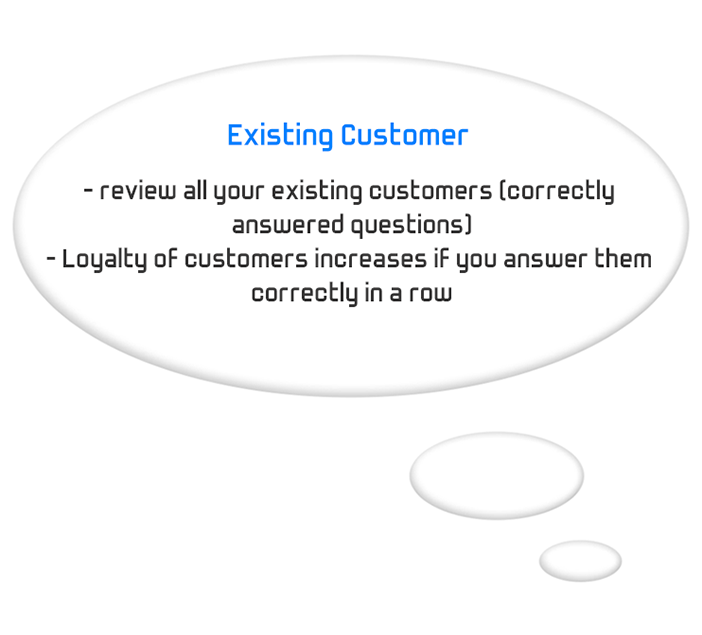 Existing Customer
- review all your existing customers (correctly
answered questions)
- Loyalty of customers increases if you answer them
correctly in a row